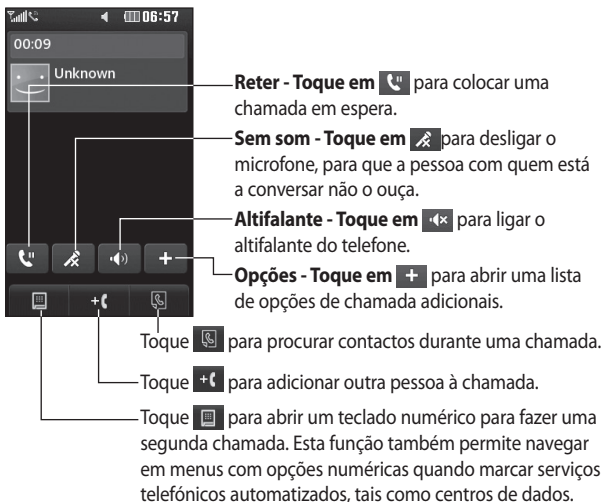 06:57
00:09
Unknown
Reter - Toque em para colocar uma
chamada em espera.
Sem som - Toque em para desligar o
microfone, para que a pessoa com quem está
a conversar não o ouça.
Altifalante - Toque em para ligar o
altifalante do telefone.
Opções - Toque em para abrir uma lista
de opções de chamada adicionais.
Toque para procurar contactos durante uma chamada.
Toque para adicionar outra pessoa à chamada.
Toque para abrir um teclado numérico para fazer uma
segunda chamada. Esta função também permite navegar
em menus com opções numéricas quando marcar serviços
telefónicos automatizados, tais como centros de dados.